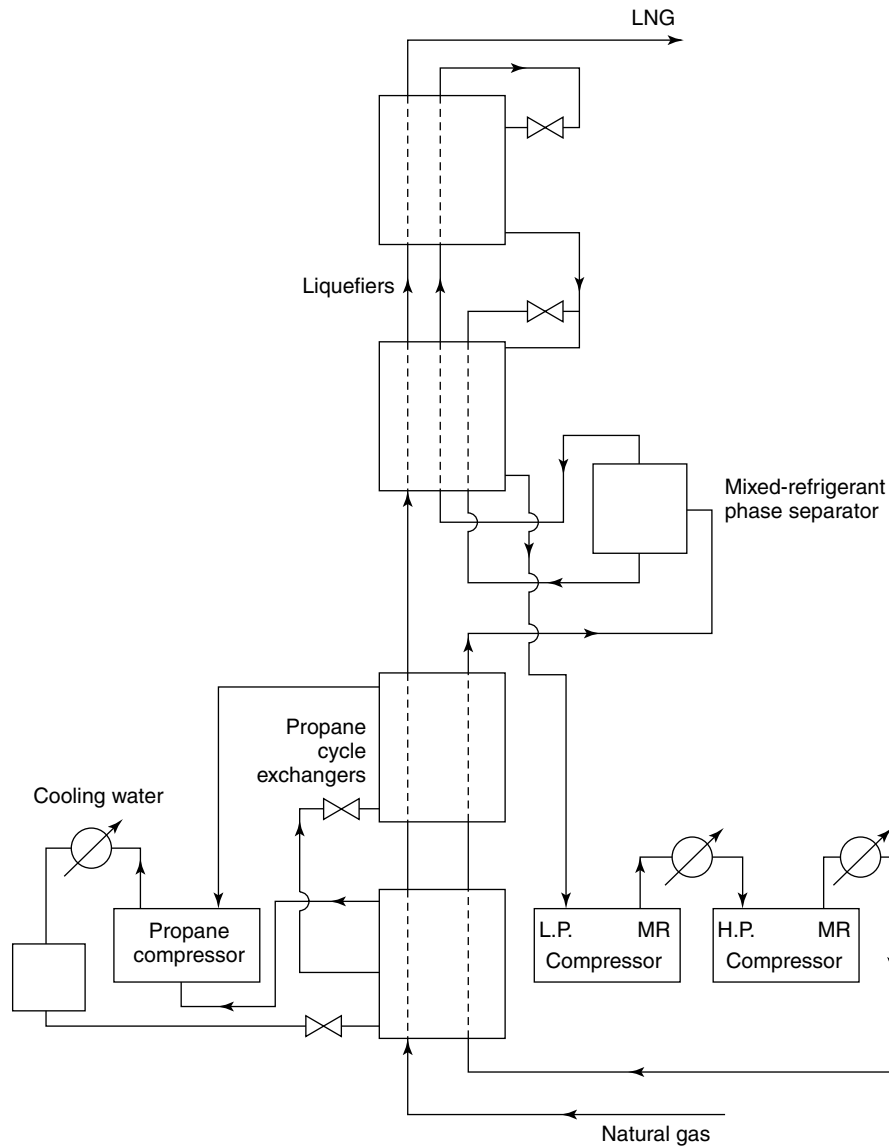 LNG
Liquefiers
Mixed-refrigerant
phase separator
Propane
cycle
exchangers
Cooling water
Propane
compressor
L.P. MR
Compressor
H.P. MR
Compressor
Natural gas